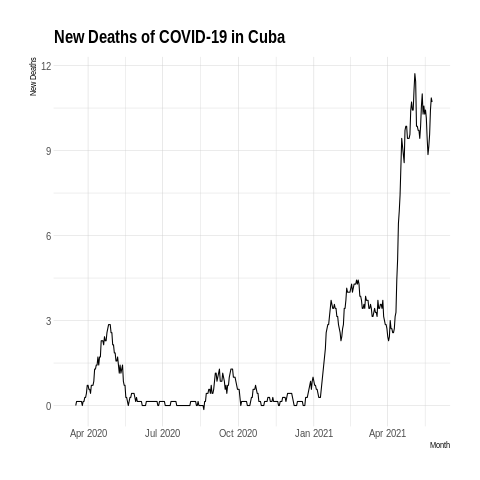 New Deaths of COVID-19 in Cuba
New Deaths
12
9
6
3
0
Apr 2020 Jul 2020 Oct 2020 Jan 2021 Apr 2021
Month